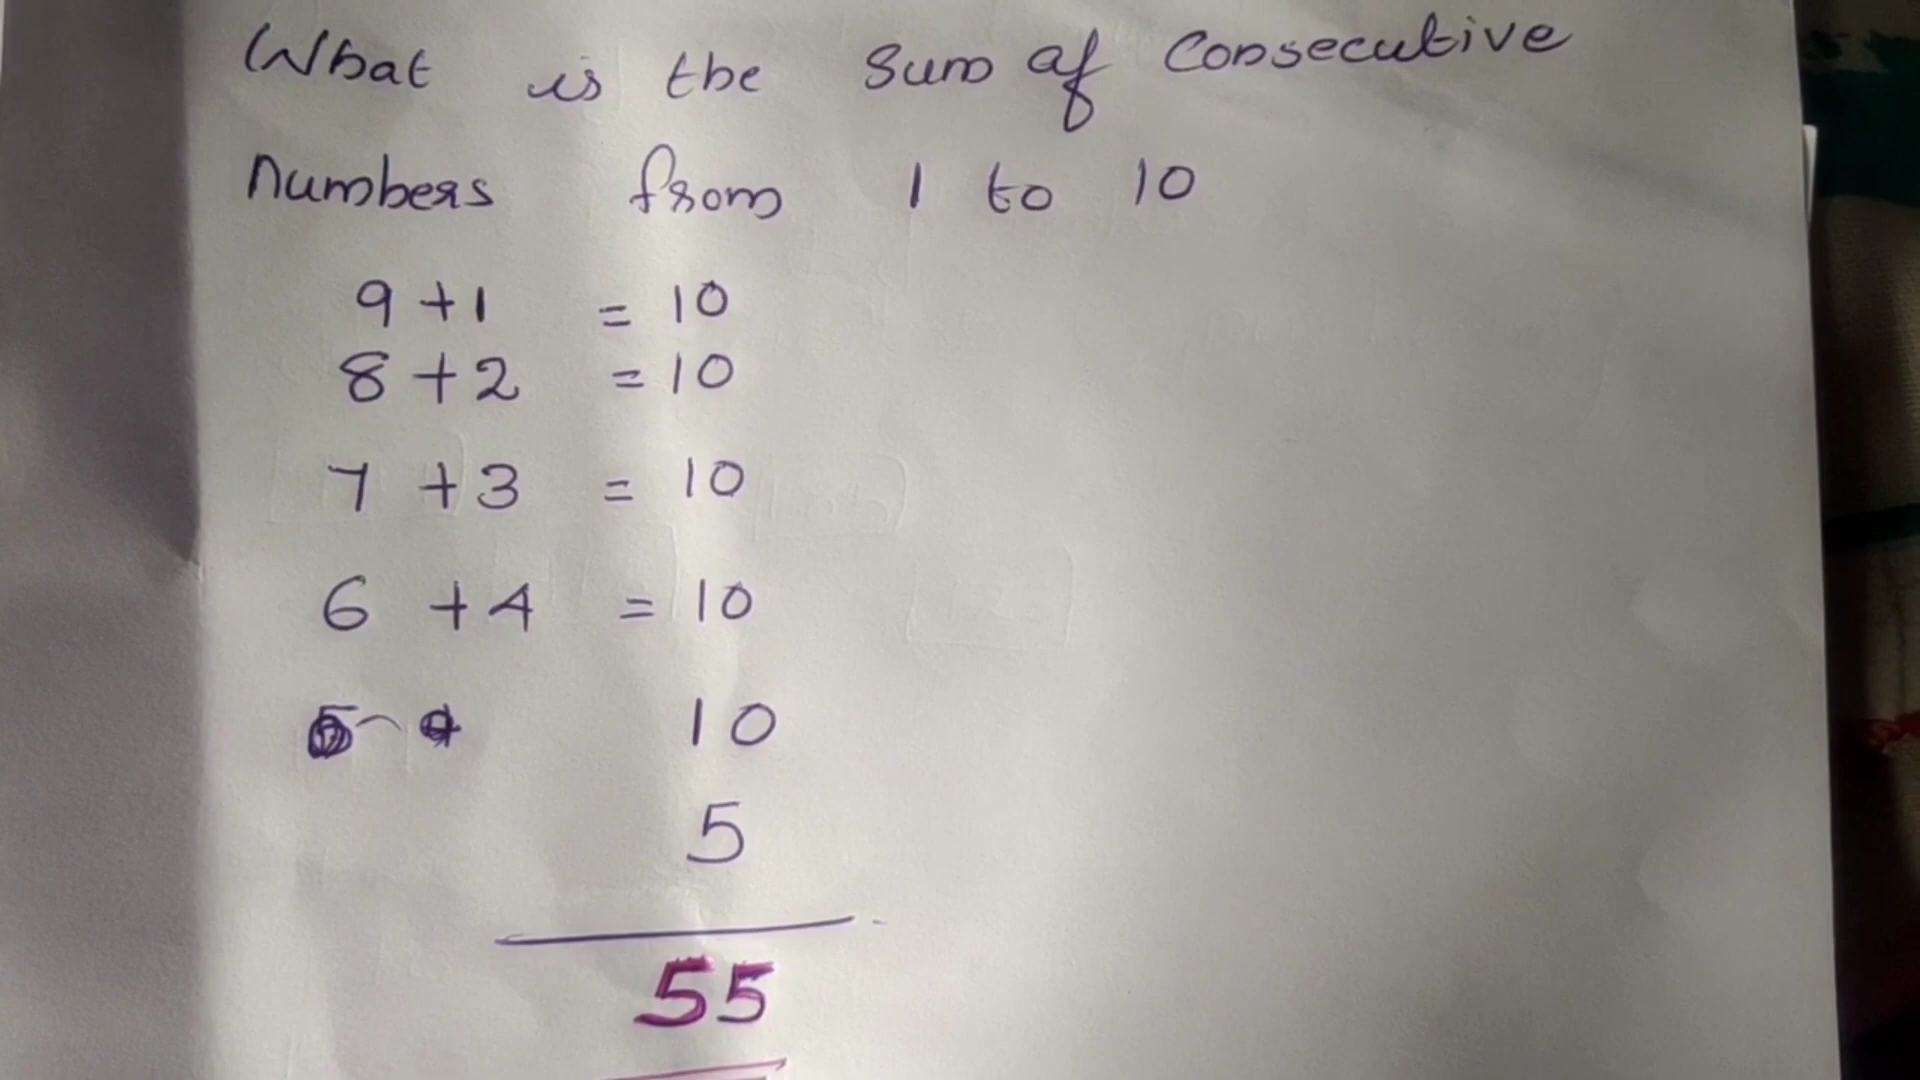 What is the Sum of Consecutive
numbers from 1 to 10
9 + 1 = 10
8 + 2 = 10
7 + 3 = 10
6 + 4 = 10
10
5
55